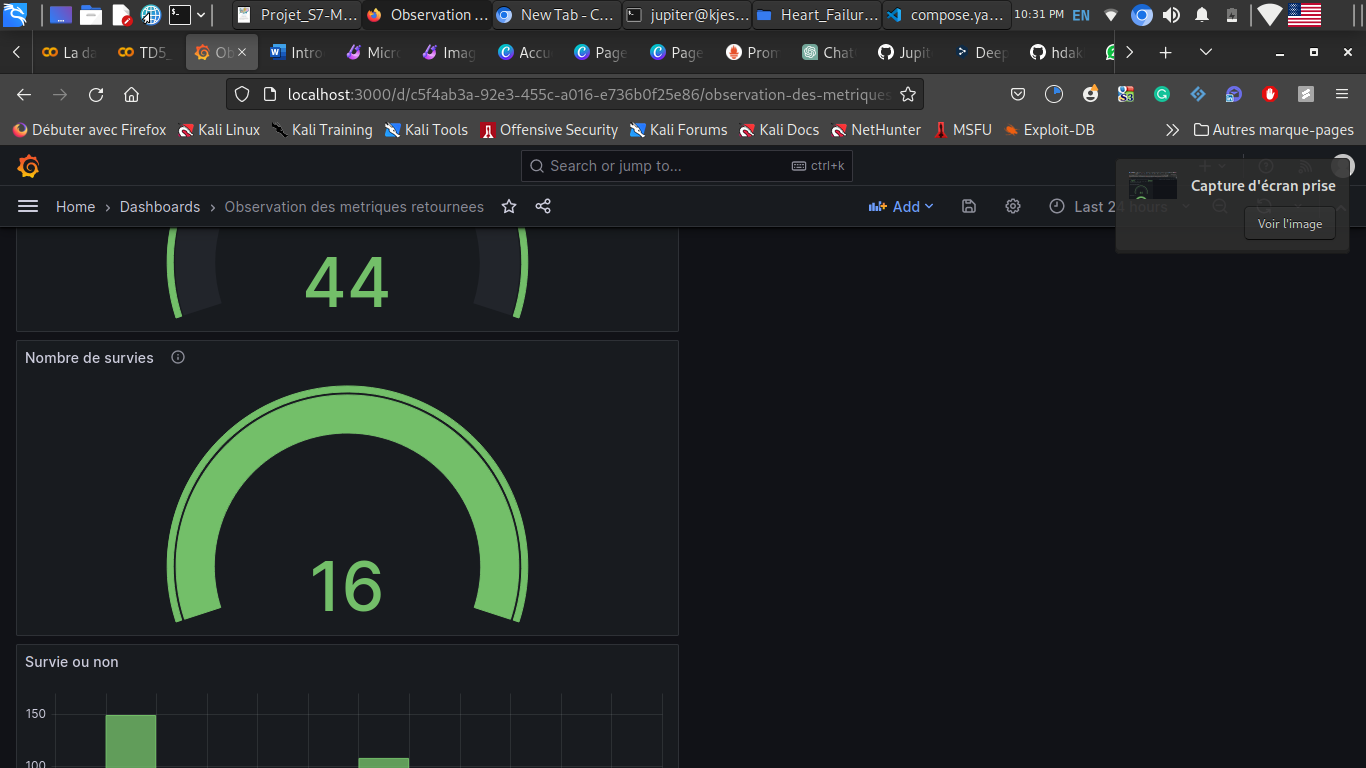 Projet_S7-M... Observation ... New Tab - C... jupiter@kjes... Heart_Failur... compose.ya... 10:31 PM EN
La da TD5_ Ob Intro Micro Imag Accu Page Page Pron Chat Jupit Deep hdak
localhost:3000/d/c5f4ab3a-92e3-455c-a016-e736b0f25e86/observation-des-metriques
Débuter avec Firefox Kali Linux Kali Training Kali Tools Offensive Security Kali Forums Kali Docs NetHunter MSFU Exploit-DB Autres marque-pages
Search or jump to... ctrl+k
Capture d'écran prise
Home › Dashboards › Observation des metriques retournees Add Last 24 hours
Voir l'image
44
Nombre de survies
16
Survie ou non
150
100